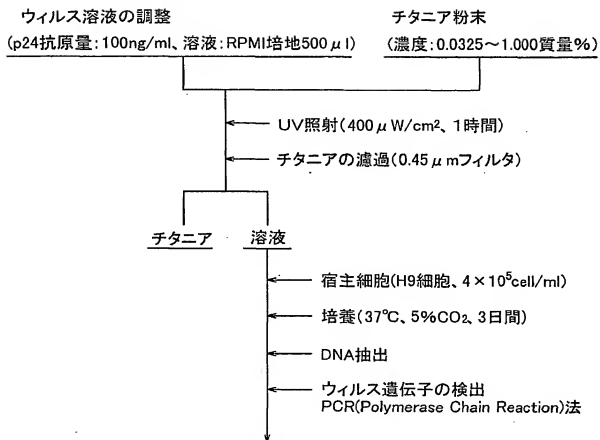 ウィルス溶液の調整
(p24抗原量:100ng/ml、溶液:RPMI培地500μl)
チタニア粉末
(濃度:0.0325~1.000質量%)
UV照射(400μW/cm²、1時間)
チタニアの濾過(0.45μmフィルタ)
チタニア
溶液
宿主細胞(H9細胞、4×10⁵cell/ml)
培養(37℃、5%CO₂、3日間)
DNA抽出
ウィルス遺伝子の検出
PCR(Polymerase Chain Reaction)法